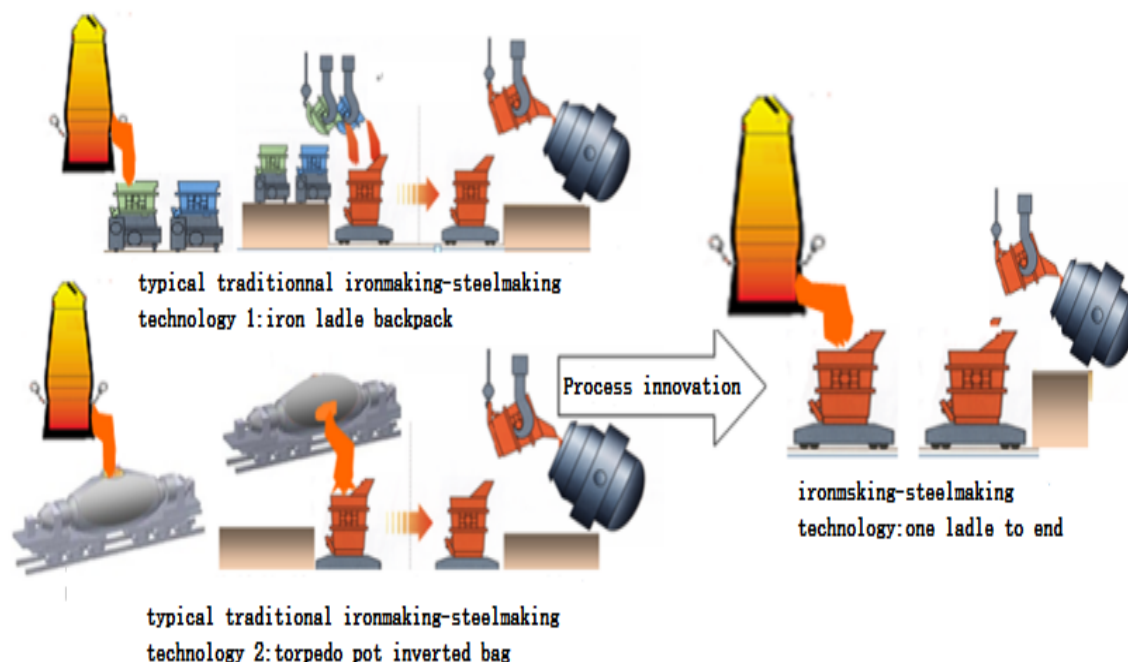 typical traditionnal ironmaking-steelmaking
technology 1:iron ladle backpack
Process innovation
ironmsking-steelmaking
technology:one ladle to end
typical traditional ironmaking-steelmaking
technology 2:torpedo pot inverted bag